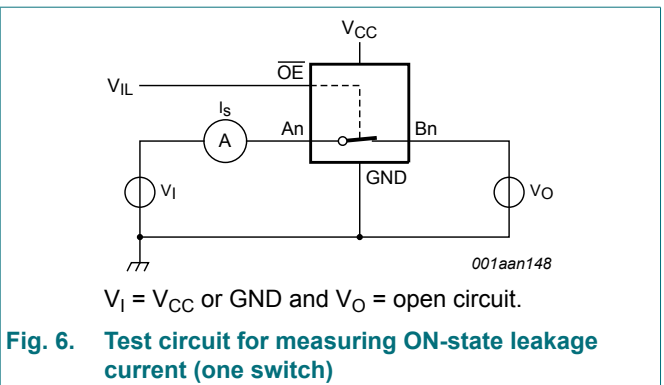 VCC
OE
VIL
IS
A
An
Bn
GND
VI
VO
001aan148
VI = VCC or GND and VO = open circuit.
Fig. 6. Test circuit for measuring ON-state leakage
current (one switch)